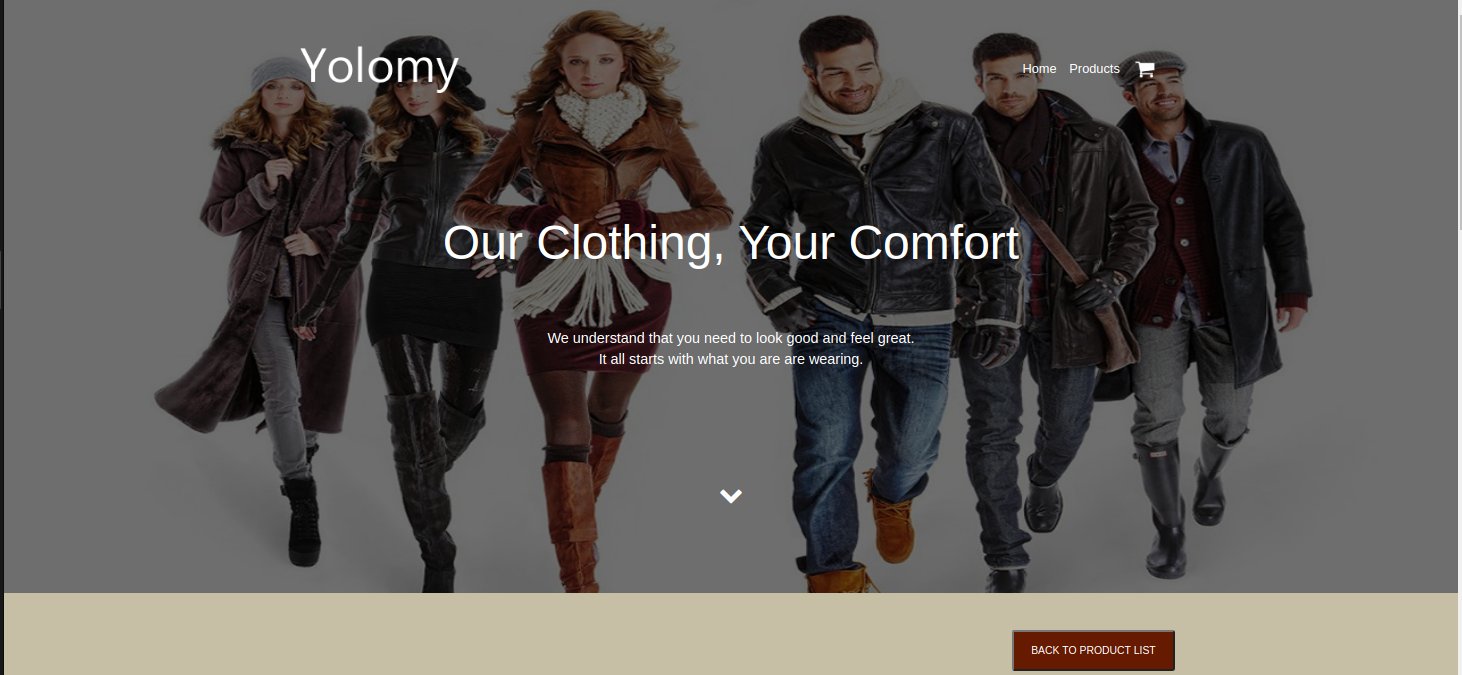 Yolomy
Home Products
Our Clothing, Your Comfort
We understand that you need to look good and feel great.
It all starts with what you are are wearing.
BACK TO PRODUCT LIST